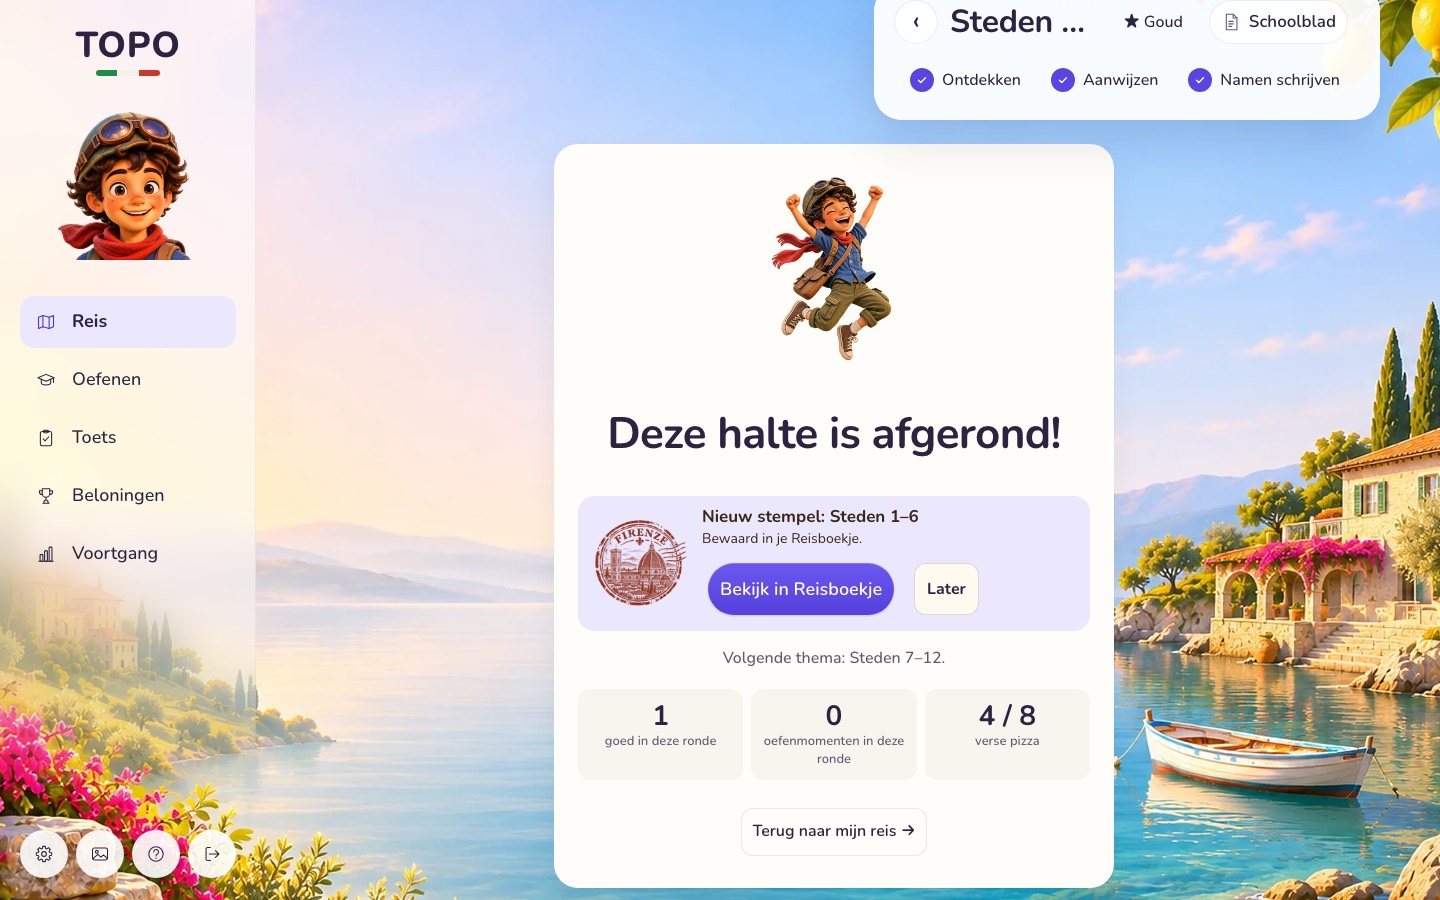 TOPO
Reis
Oefenen
Toets
Beloningen
Voortgang
Steden ...
Goud
Schoolblad
Ontdekken
Aanwijzen
Namen schrijven
Deze halte is afgerond!
FIRENZE
Nieuw stempel: Steden 1–6
Bewaard in je Reisboekje.
Bekijk in Reisboekje
Later
Volgende thema: Steden 7–12.
1
goed in deze ronde
0
oefenmomenten in deze
ronde
4 / 8
verse pizza
Terug naar mijn reis →